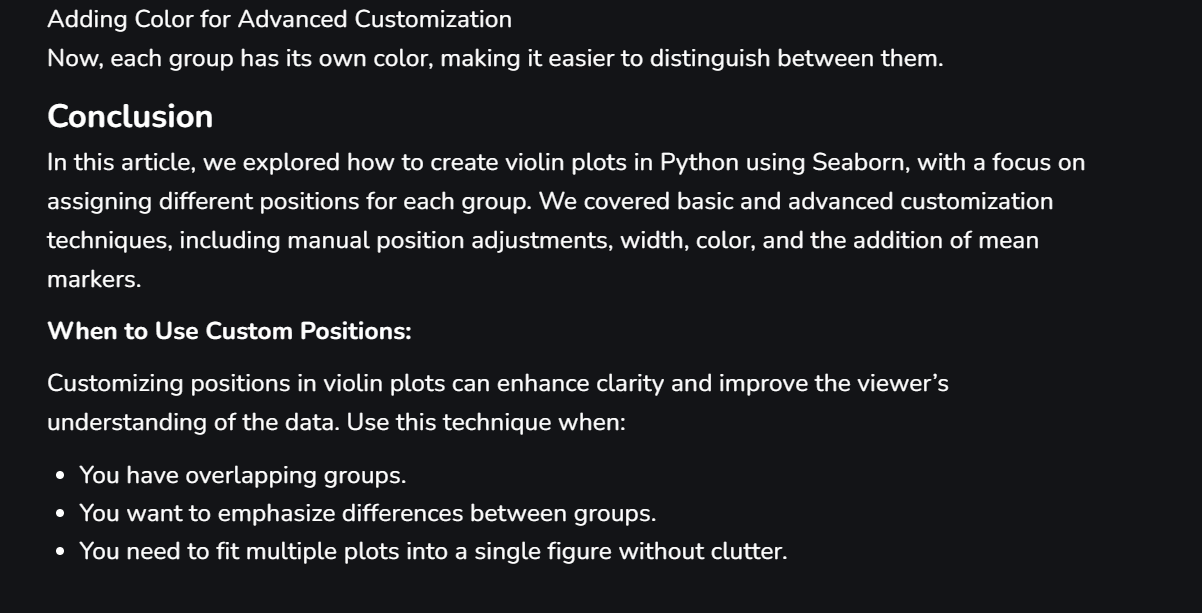 Adding Color for Advanced Customization
Now, each group has its own color, making it easier to distinguish between them.
Conclusion
In this article, we explored how to create violin plots in Python using Seaborn, with a focus on
assigning different positions for each group. We covered basic and advanced customization
techniques, including manual position adjustments, width, color, and the addition of mean
markers.
When to Use Custom Positions:
Customizing positions in violin plots can enhance clarity and improve the viewer’s
understanding of the data. Use this technique when:
• You have overlapping groups.
• You want to emphasize differences between groups.
• You need to fit multiple plots into a single figure without clutter.